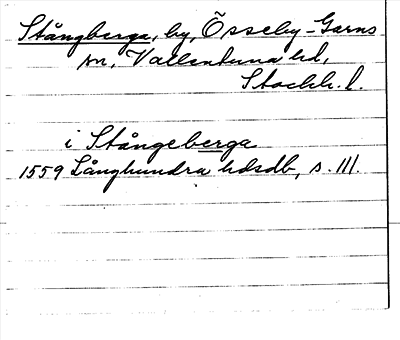 Stångberga, by, Össeby-Garns
sn, Vallentuna hd,
Stockh. l.
i Stångeberga
1559 Långhundra hdsdb, s. 111.